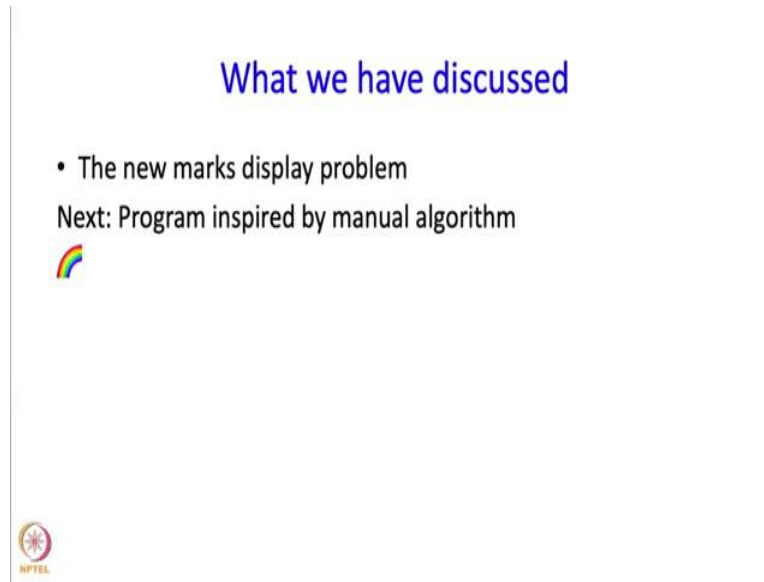 What we have discussed
• The new marks display problem
Next: Program inspired by manual algorithm
NPTEL